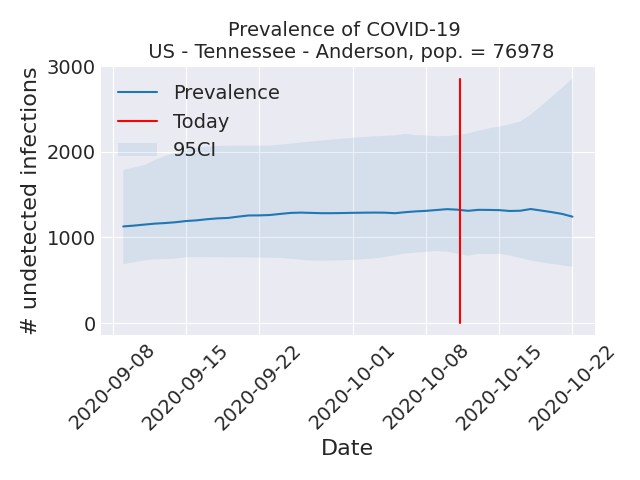 Prevalence of COVID-19
US - Tennessee - Anderson, pop. = 76978
# undetected infections
3000
2000
1000
0
Prevalence
Today
95CI
2020-09-08
2020-09-15
2020-09-22
2020-10-01
2020-10-08
2020-10-15
2020-10-22
Date